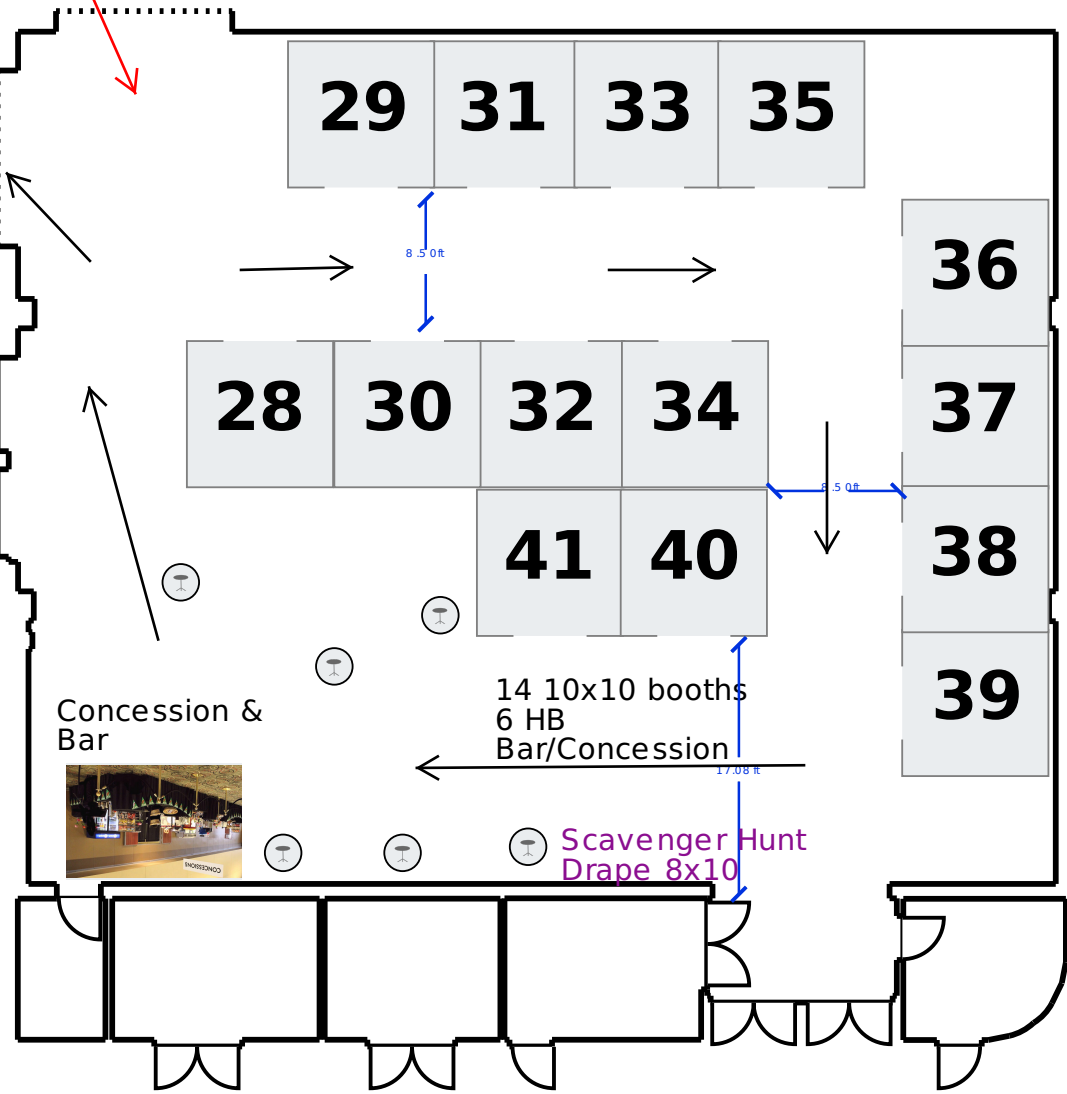 29 31 33 35
8.50ft
36
28 30 32 34
37
8.50ft
41 40
38
39
14 10x10 booths
6 HB
Bar/Concession
Concession &
Bar
17.08 ft
CONCESSIONS
Scavenger Hunt
Drape 8x10